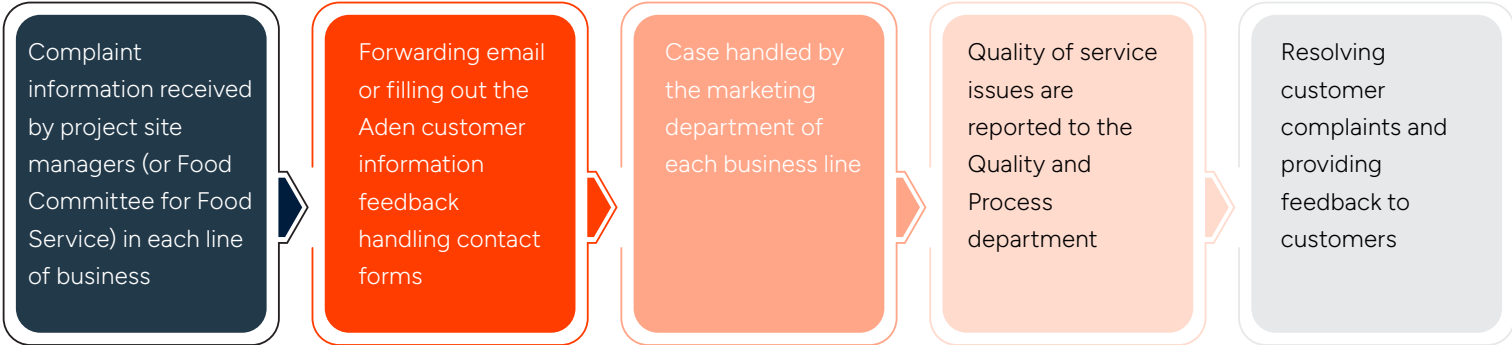 Complaint
information received
by project site
managers (or Food
Committee for Food
Service) in each line
of business
Forwarding email
or filling out the
Aden customer
information
feedback
handling contact
forms
Case handled by
the marketing
department of
each business line
Quality of service
issues are
reported to the
Quality and
Process
department
Resolving
customer
complaints and
providing
feedback to
customers